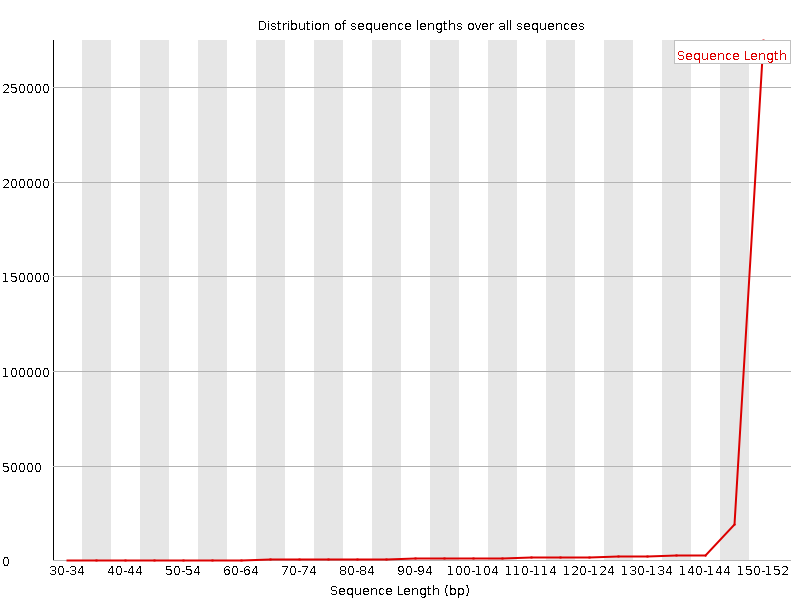 Distribution of sequence lengths over all sequences
Sequence Length
250000
200000
150000
100000
50000
0
30-34 40-44 50-54 60-64 70-74 80-84 90-94 100-104 110-114 120-124 130-134 140-144 150-152
Sequence Length (bp)